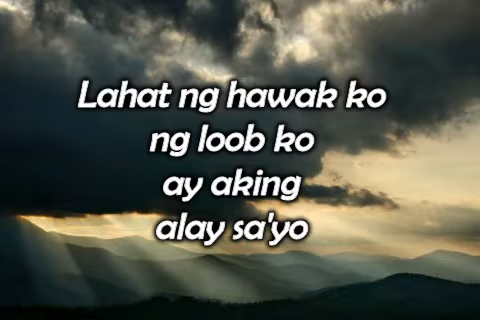 Lahat ng hawak ko
ng loob ko
ay aking
alay sa'yo